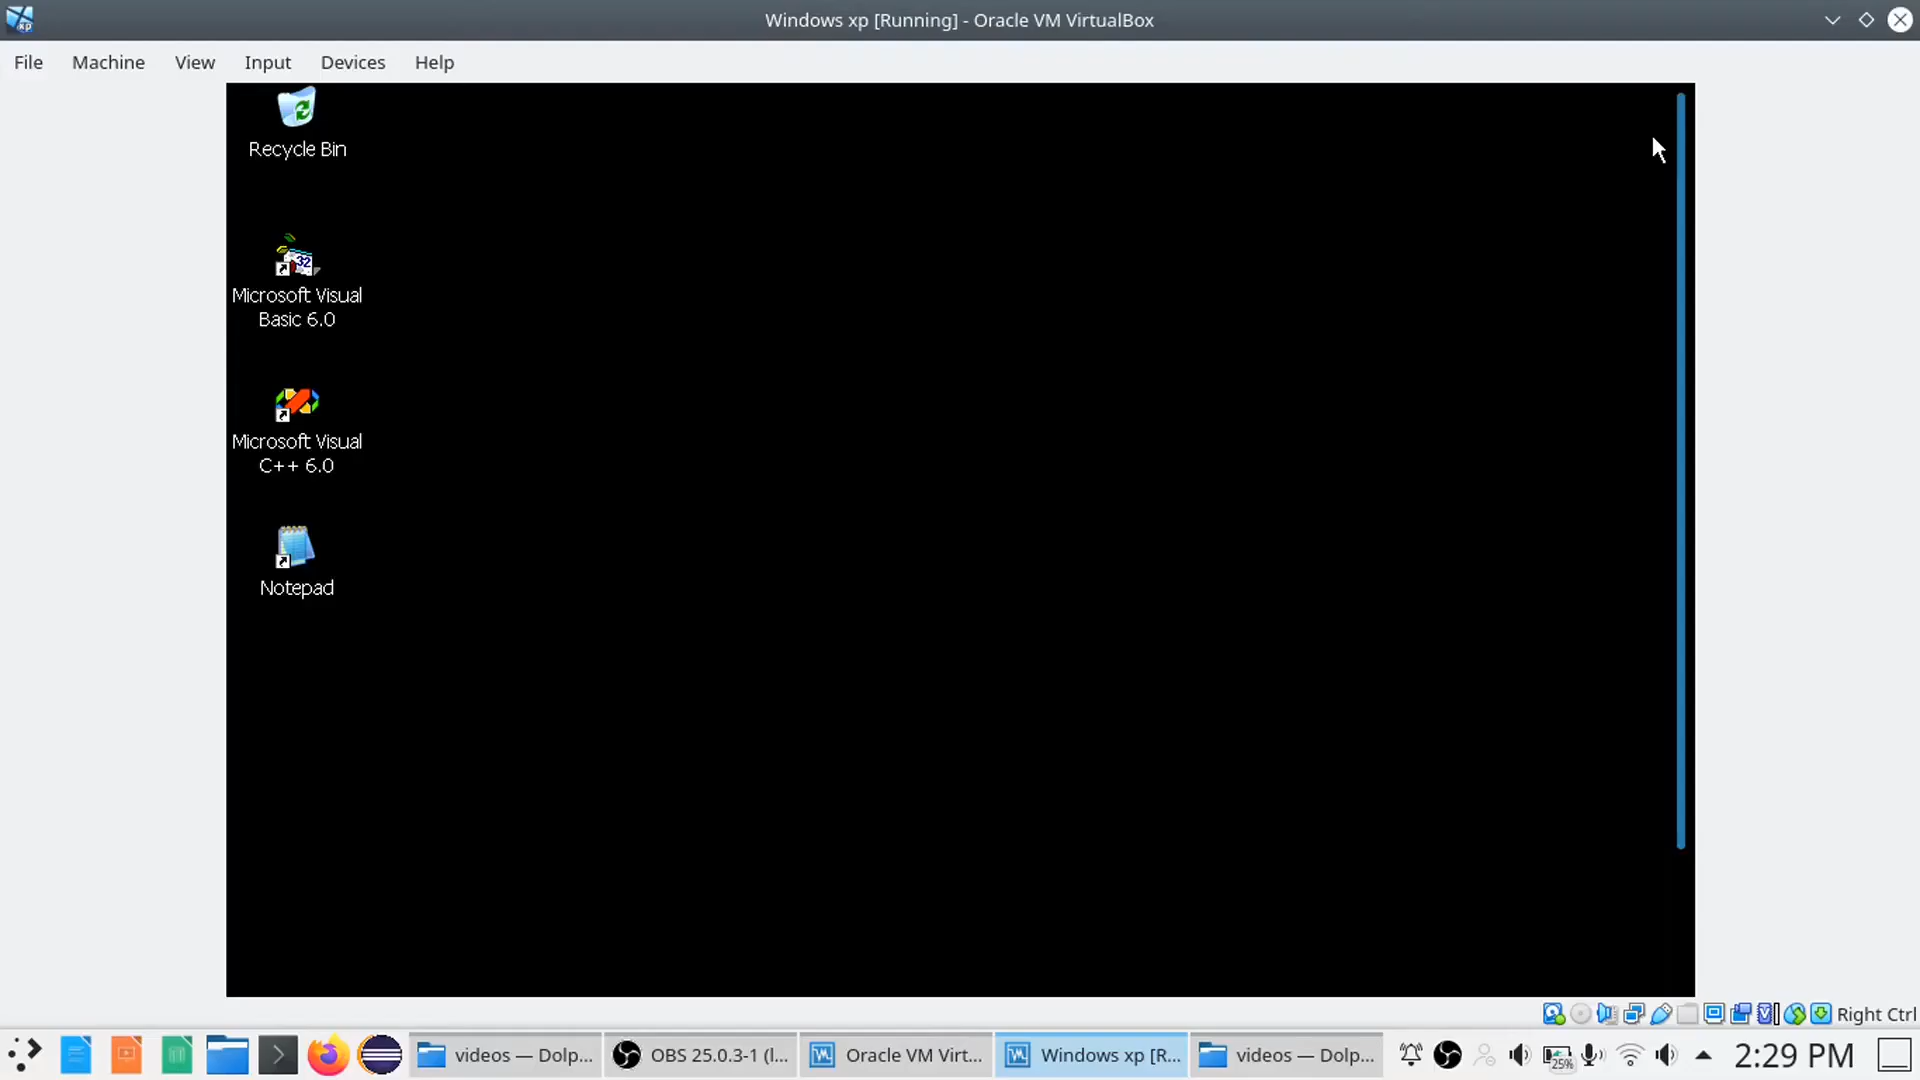 Windows xp [Running] - Oracle VM VirtualBox
File Machine View Input Devices Help
Recycle Bin
32
Microsoft Visual
Basic 6.0
Microsoft Visual
C++ 6.0
Notepad
Right Ctrl
videos — Dolp...
OBS 25.0.3-1 (l...
Oracle VM Virt...
Windows xp [R...
videos — Dolp...
25%
2:29 PM